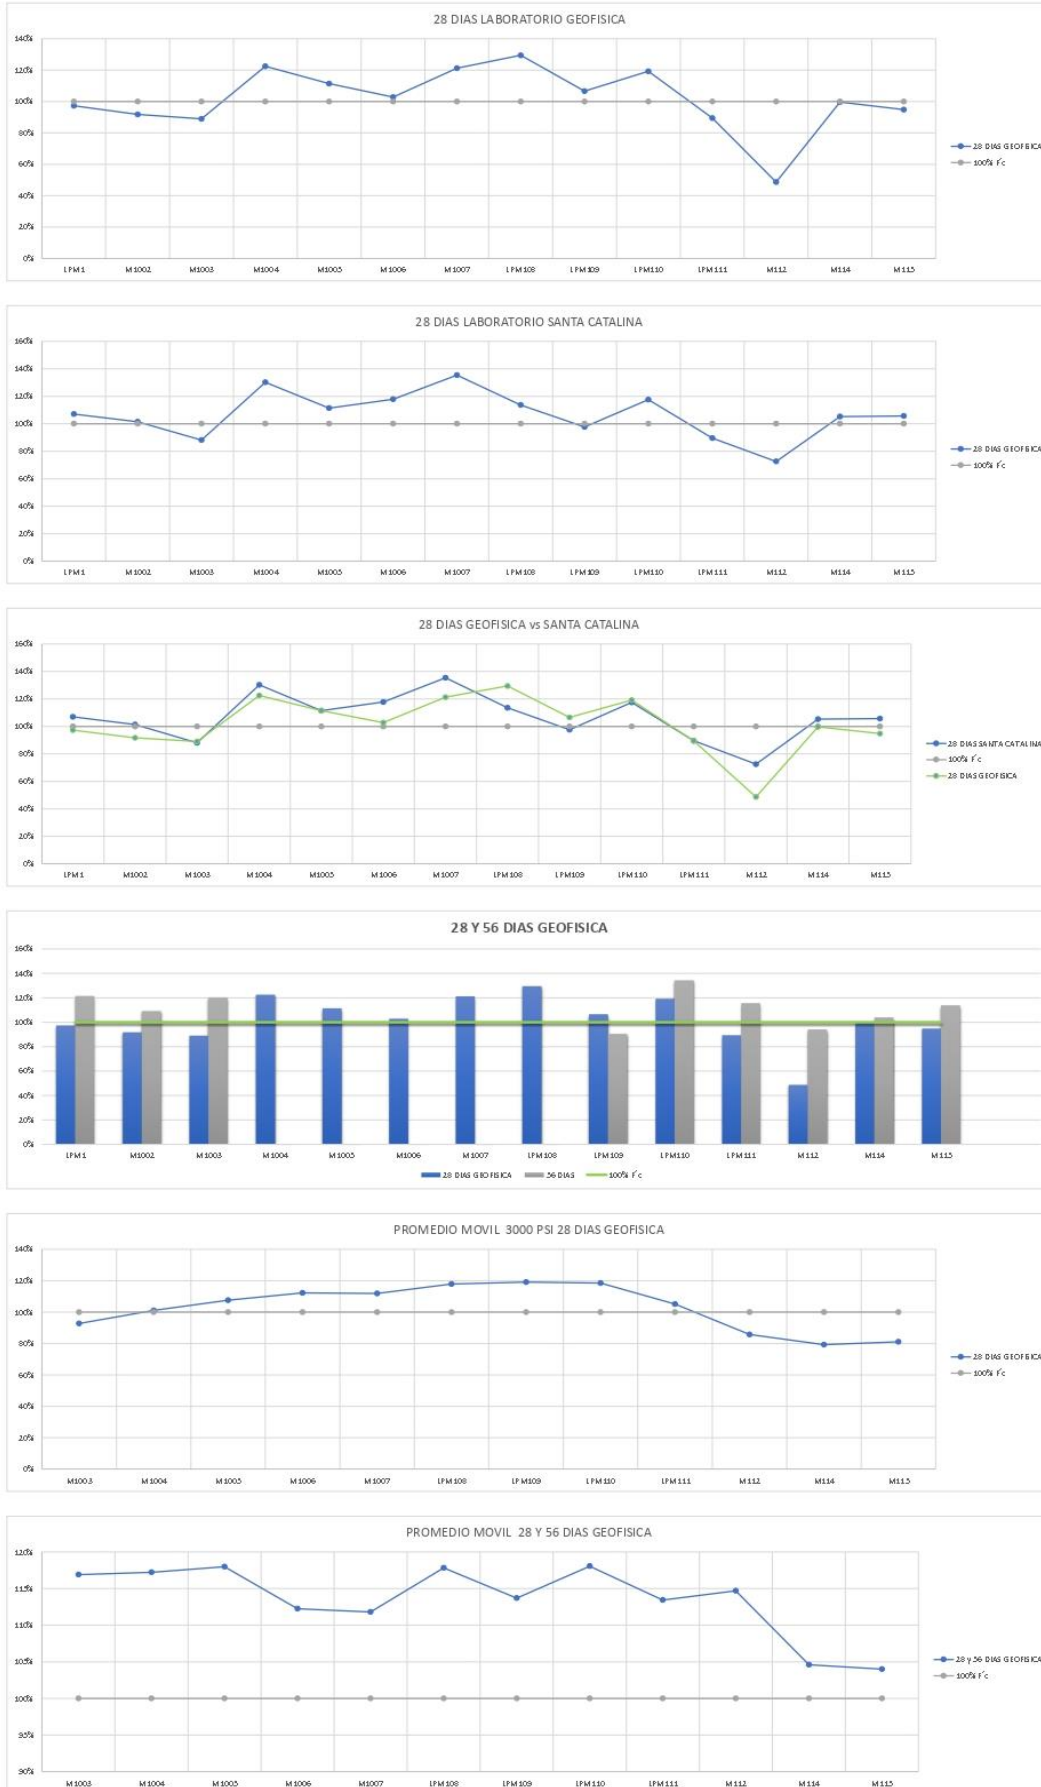 28 DIAS LABORATORIO GEOFISICA
140%
120%
100%
80%
60%
40%
20%
0%
LPM1 M1002 M1003 M1004 M1005 M1006 M1007 LPM108 LPM109 LPM110 LPM111 M112 M114 M115
28 DIAS GEOFISICA
100% F´c
28 DIAS LABORATORIO SANTA CATALINA
160%
140%
120%
100%
80%
60%
40%
20%
0%
LPM1 M1002 M1003 M1004 M1005 M1006 M1007 LPM108 LPM109 LPM110 LPM111 M112 M114 M115
28 DIAS GEOFISICA
100% F´c
28 DIAS GEOFISICA vs SANTA CATALINA
160%
140%
120%
100%
80%
60%
40%
20%
0%
LPM1 M1002 M1003 M1004 M1005 M1006 M1007 LPM108 LPM109 LPM110 LPM111 M112 M114 M115
28 DIAS SANTA CATALINA
100% F´c
28 DIAS GEOFISICA
28 Y 56 DIAS GEOFISICA
160%
140%
120%
100%
80%
60%
40%
20%
0%
LPM1 M1002 M1003 M1004 M1005 M1006 M1007 LPM108 LPM109 LPM110 LPM111 M112 M114 M115
28 DIAS GEOFISICA 56 DIAS 100% F´c
PROMEDIO MOVIL 3000 PSI 28 DIAS GEOFISICA
140%
120%
100%
80%
60%
40%
20%
0%
M1003 M1004 M1005 M1006 M1007 LPM108 LPM109 LPM110 LPM111 M112 M114 M115
28 DIAS GEOFISICA
100% F´c
PROMEDIO MOVIL 28 Y 56 DIAS GEOFISICA
120%
115%
110%
105%
100%
95%
90%
M1003 M1004 M1005 M1006 M1007 LPM108 LPM109 LPM110 LPM111 M112 M114 M115
28 y 56 DIAS GEOFISICA
100% F´c